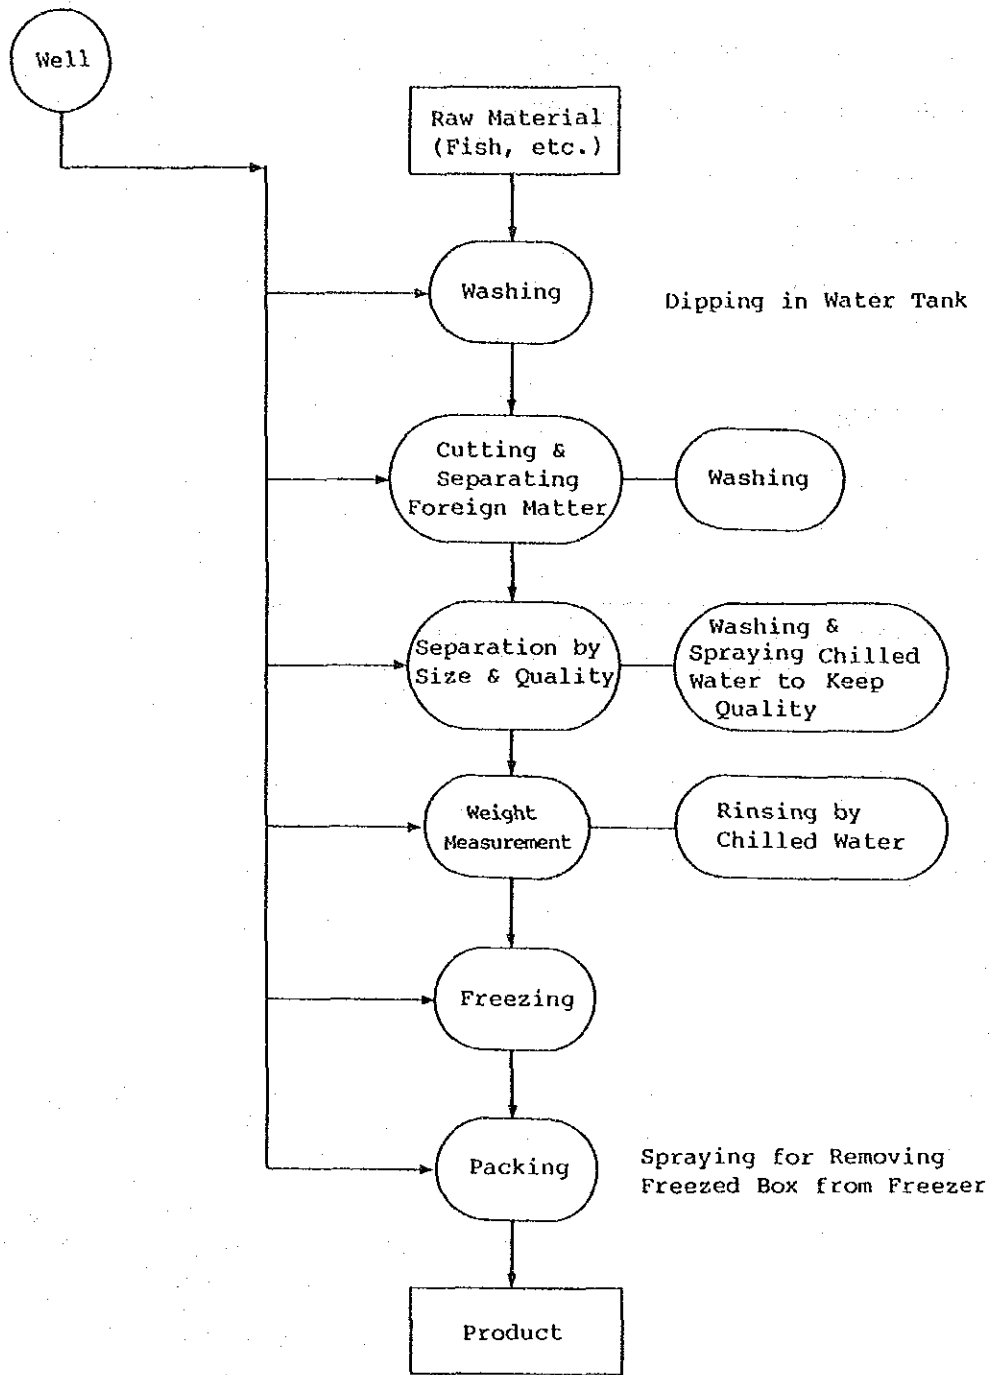 Well
Raw Material
(Fish, etc.)
Washing
Dipping in Water Tank
Cutting &
Separating
Foreign Matter
Washing
Separation by
Size & Quality
Washing &
Spraying Chilled
Water to Keep
Quality
Weight
Measurement
Rinsing by
Chilled Water
Freezing
Packing
Spraying for Removing
Freezed Box from Freezer
Product